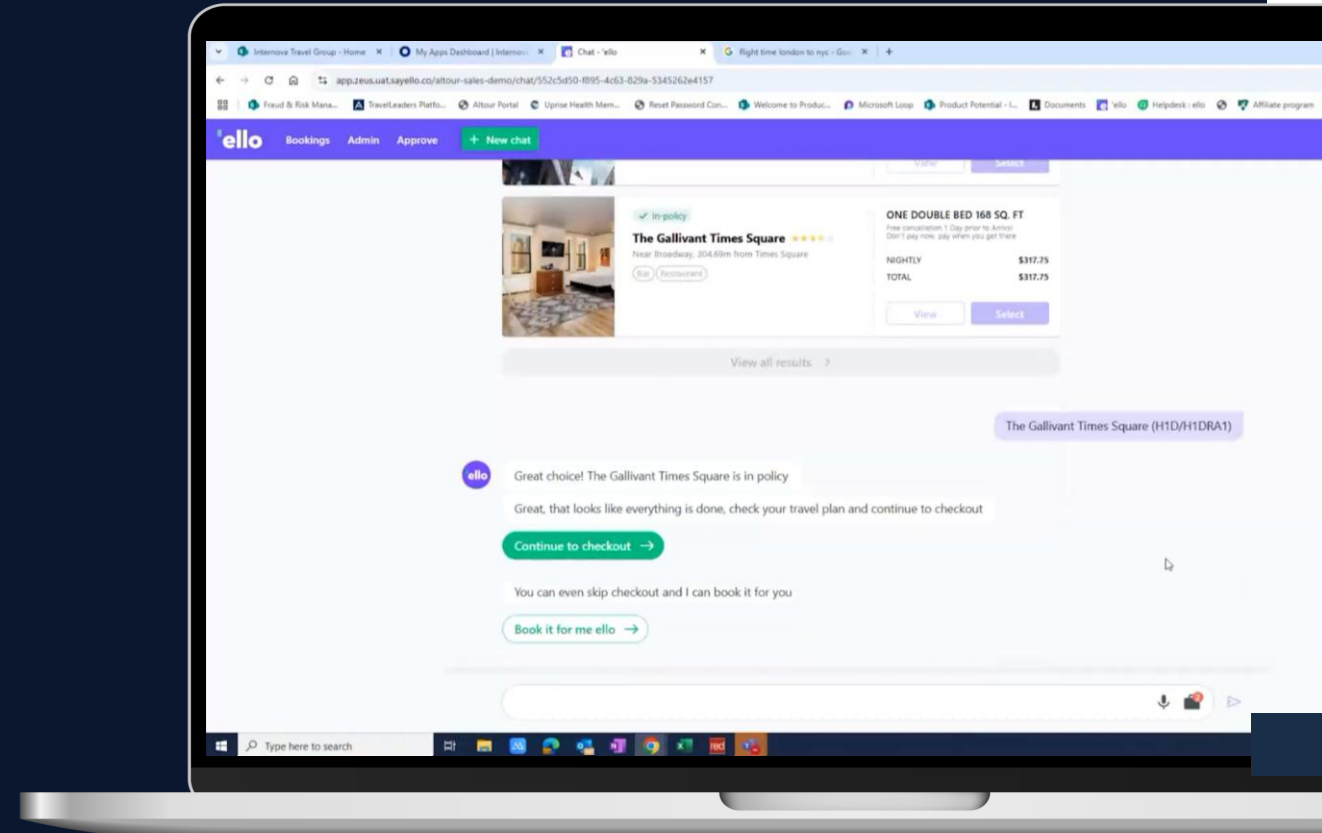 Internova Travel Group - Home
My Apps Dashboard | Internov
Chat - 'ello
flight time london to nyc - Goo
app.zeus.uat.sayello.co/altour-sales-demo/chat/552c5d50-f895-4c63-829a-5345262e4157
Fraud & Risk Mana...
TravelLeaders Platfo...
Altour Portal
Uprise Health Mem...
Reset Password Con...
Welcome to Produc...
Microsoft Loop
Product Potential - I...
Documents
'ello
Helpdesk : ello
Affiliate program
'ello
Bookings
Admin
Approve
+ New chat
View
Select
In-policy
The Gallivant Times Square
Near Broadway, 304.69m from Times Square
Bar
Restaurant
ONE DOUBLE BED 168 SQ. FT
Free cancellation 1 Day prior to Arrival
Don't pay now, pay when you get there
NIGHTLY $317.75
TOTAL $317.75
View
Select
View all results
The Gallivant Times Square (H1D/H1DRA1)
'ello
Great choice! The Gallivant Times Square is in policy
Great, that looks like everything is done, check your travel plan and continue to checkout
Continue to checkout
You can even skip checkout and I can book it for you
Book it for me ello
Type here to search
red